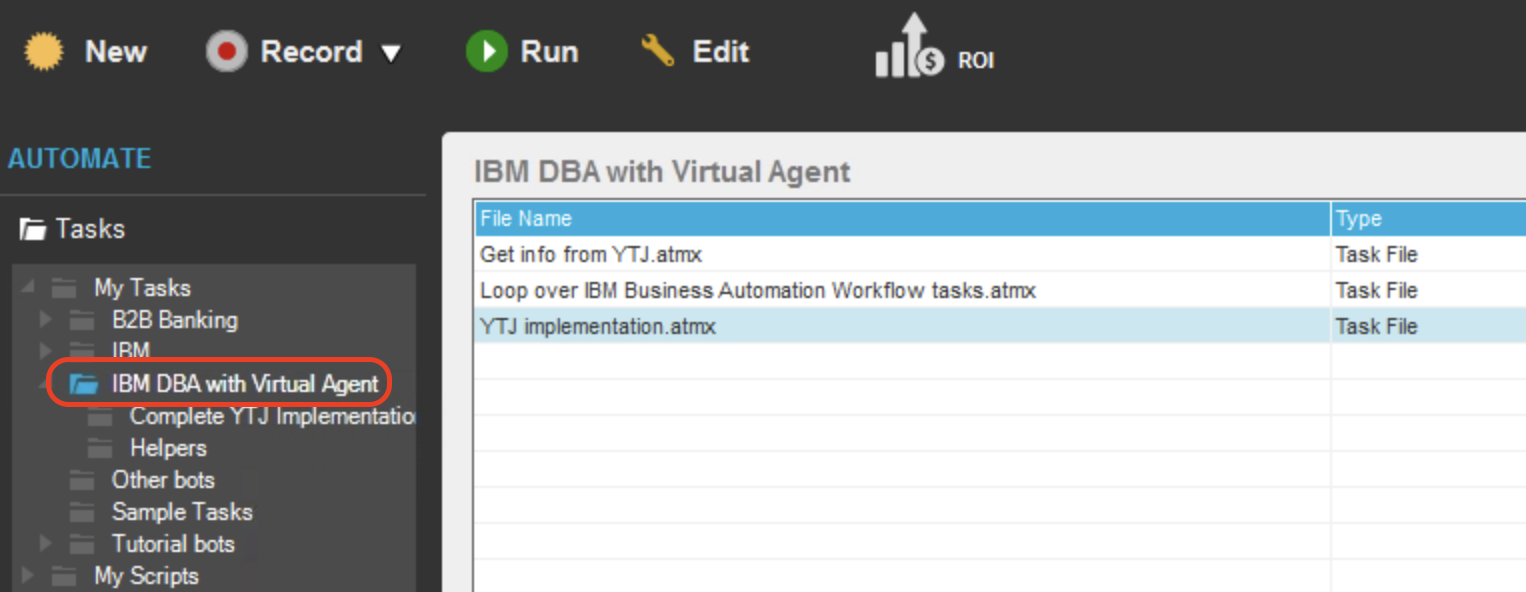 New Record Run Edit ROI
AUTOMATE
Tasks
My Tasks
B2B Banking
IBM
IBM DBA with Virtual Agent
Complete YTJ Implementatio
Helpers
Other bots
Sample Tasks
Tutorial bots
My Scripts
IBM DBA with Virtual Agent
File Name Type
Get info from YTJ.atmx Task File
Loop over IBM Business Automation Workflow tasks.atmx Task File
YTJ implementation.atmx Task File